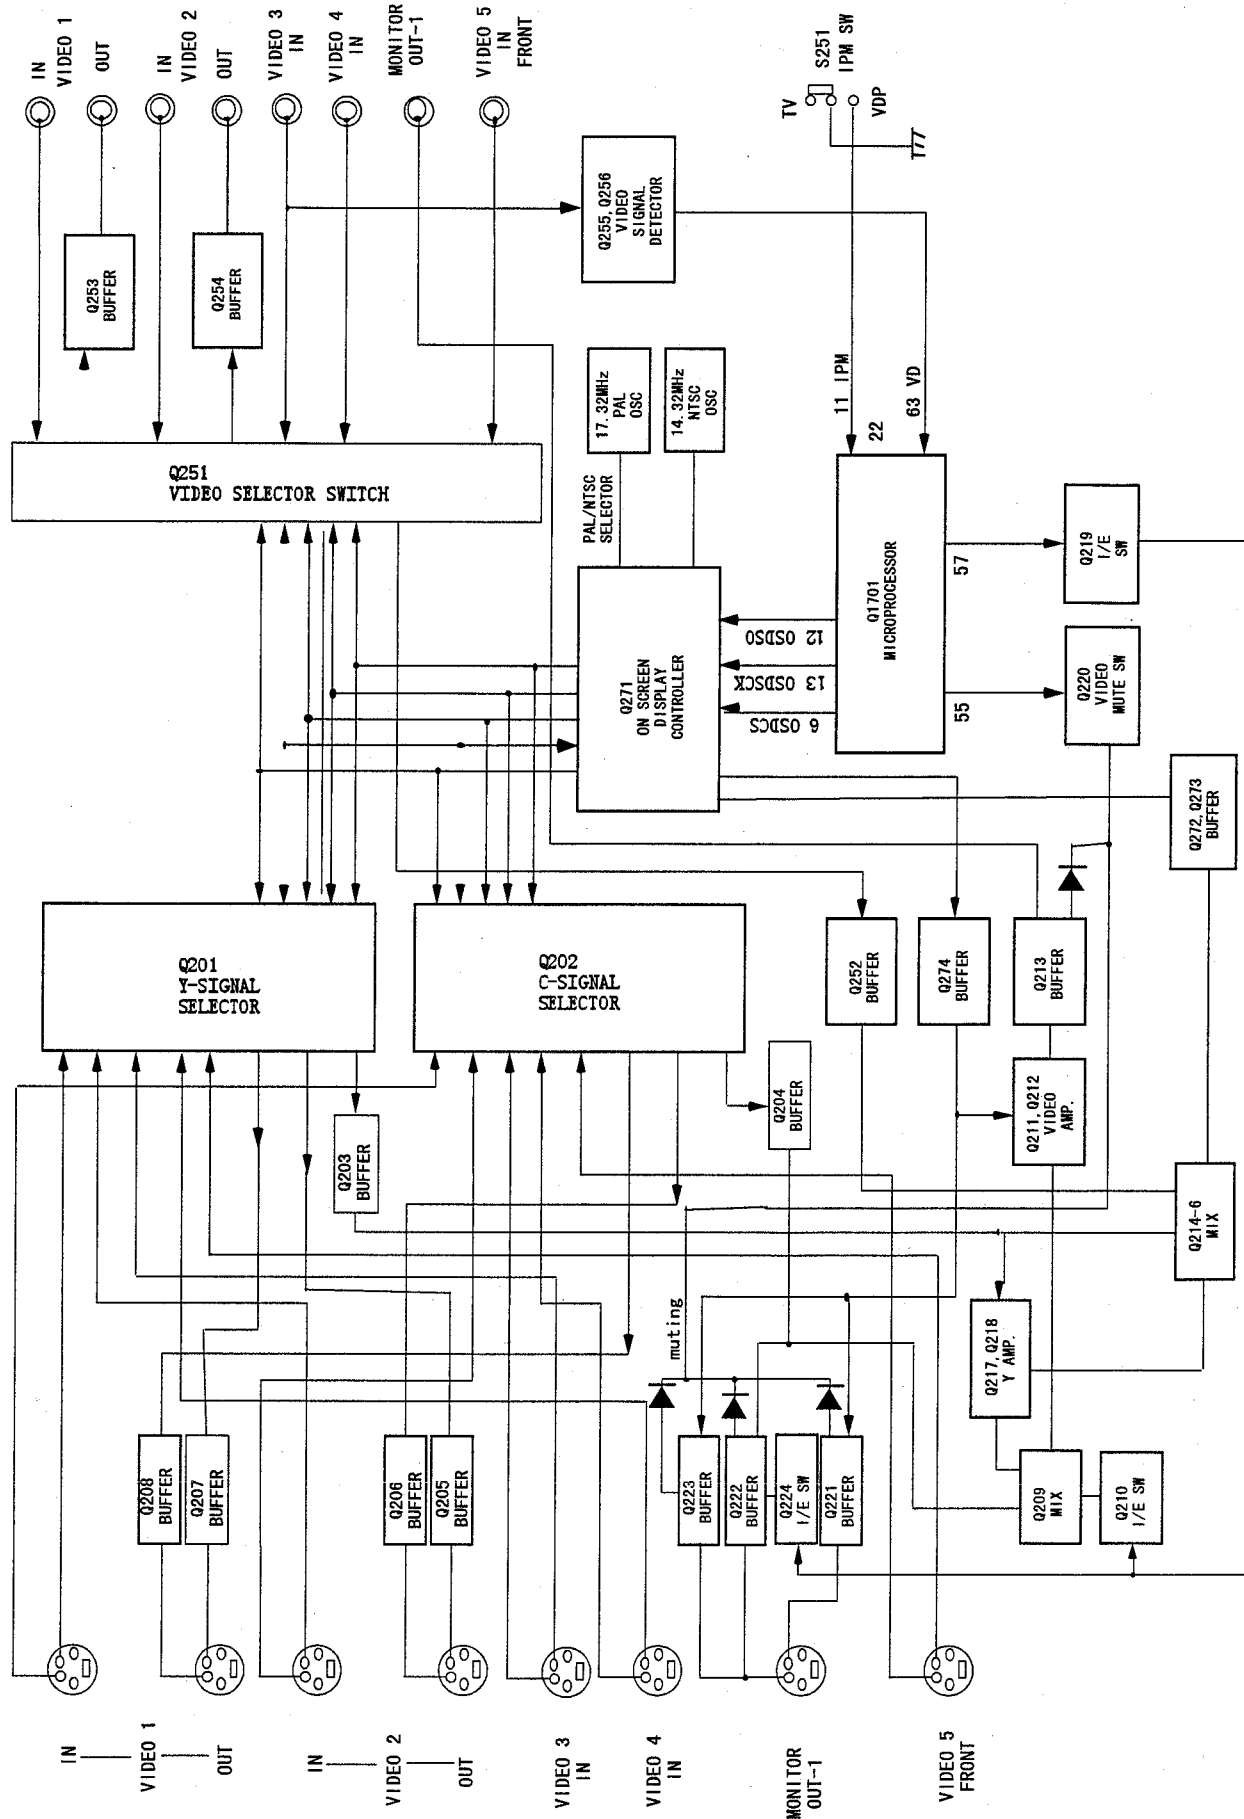 IN
VIDEO 1
OUT
IN
VIDEO 2
OUT
VIDEO 3
IN
VIDEO 4
IN
MONITOR
OUT-1
VIDEO 5
IN
FRONT
Q253
BUFFER
Q254
BUFFER
Q255, Q256
VIDEO
SIGNAL
DETECTOR
TV
S251
IPM SW
VDP
Q251
VIDEO SELECTOR SWITCH
17.32MHz
PAL
OSC
14.32MHz
NTSC
OSC
PAL/NTSC
SELECTOR
11 IPM
22
63 VD
Q271
ON SCREEN
DISPLAY
CONTROLLER
12 OSDSO
13 OSDSCK
6 OSDCS
Q1701
MICROPROCESSOR
57
55
Q219
I/E
SW
Q220
VIDEO
MUTE SW
Q272, Q273
BUFFER
Q201
Y-SIGNAL
SELECTOR
Q202
C-SIGNAL
SELECTOR
Q252
BUFFER
Q274
BUFFER
Q213
BUFFER
Q203
BUFFER
Q204
BUFFER
Q211, Q212
VIDEO
AMP.
Q214-6
MIX
muting
Q217, Q218
Y AMP.
Q208
BUFFER
Q207
BUFFER
Q206
BUFFER
Q205
BUFFER
Q223
BUFFER
Q222
BUFFER
Q224
I/E SW
Q221
BUFFER
Q209
MIX
Q210
I/E SW
IN
VIDEO 1
OUT
IN
VIDEO 2
OUT
VIDEO 3
IN
VIDEO 4
IN
MONITOR
OUT-1
VIDEO 5
FRONT